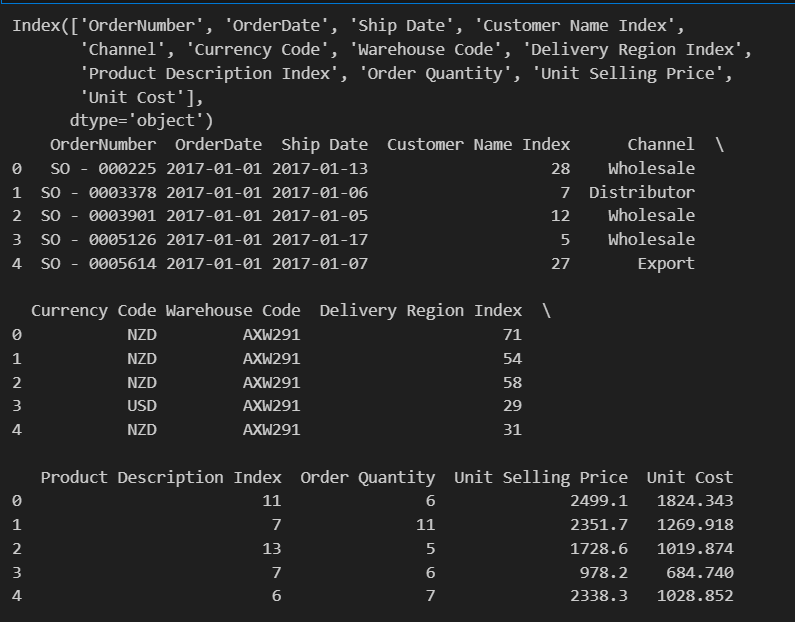 Index(['OrderNumber', 'OrderDate', 'Ship Date', 'Customer Name Index',
       'Channel', 'Currency Code', 'Warehouse Code', 'Delivery Region Index',
       'Product Description Index', 'Order Quantity', 'Unit Selling Price',
       'Unit Cost'],
      dtype='object')
    OrderNumber  OrderDate  Ship Date  Customer Name Index      Channel  \
0   SO - 000225 2017-01-01 2017-01-13                   28    Wholesale
1  SO - 0003378 2017-01-01 2017-01-06                    7  Distributor
2  SO - 0003901 2017-01-01 2017-01-05                   12    Wholesale
3  SO - 0005126 2017-01-01 2017-01-17                    5    Wholesale
4  SO - 0005614 2017-01-01 2017-01-07                   27       Export

  Currency Code Warehouse Code  Delivery Region Index  \
0           NZD         AXW291                     71
1           NZD         AXW291                     54
2           NZD         AXW291                     58
3           USD         AXW291                     29
4           NZD         AXW291                     31

   Product Description Index  Order Quantity  Unit Selling Price  Unit Cost
0                         11               6              2499.1   1824.343
1                          7              11              2351.7   1269.918
2                         13               5              1728.6   1019.874
3                          7               6               978.2    684.740
4                          6               7              2338.3   1028.852